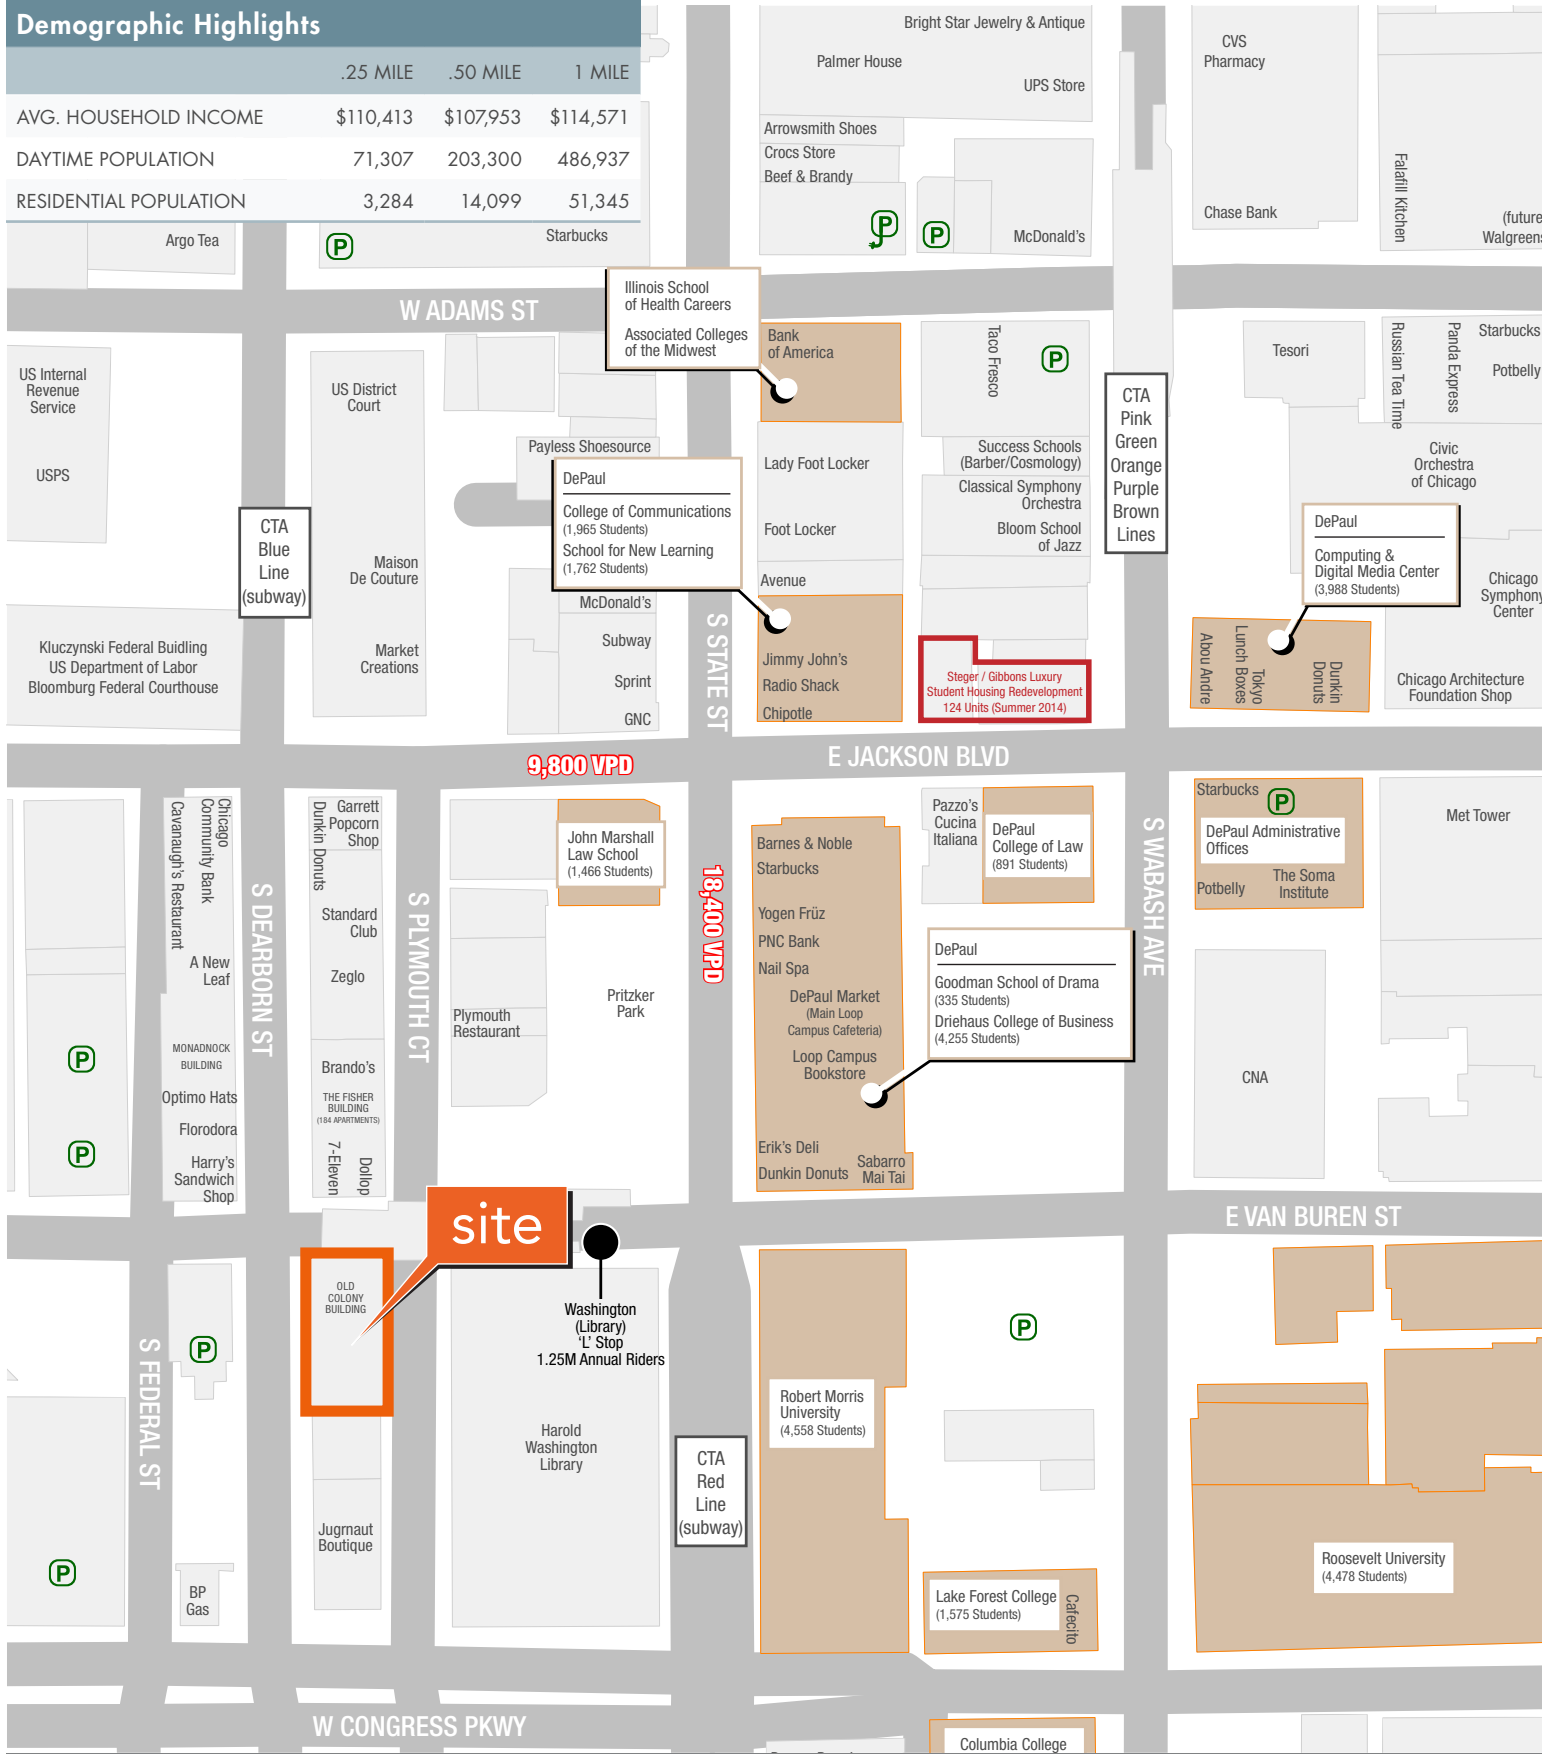 Demographic Highlights
.25 MILE .50 MILE 1 MILE
AVG. HOUSEHOLD INCOME $110,413 $107,953 $114,571
DAYTIME POPULATION 71,307 203,300 486,937
RESIDENTIAL POPULATION 3,284 14,099 51,345
Bright Star Jewelry & Antique
Palmer House
UPS Store
Arrowsmith Shoes
Crocs Store
Beef & Brandy
P
P
McDonald's
CVS
Pharmacy
Chase Bank
Falafill Kitchen
(future
Walgreens
Argo Tea
P
Starbucks
W ADAMS ST
Illinois School
of Health Careers
Associated Colleges
of the Midwest
Bank
of America
Taco Fresco
P
Tesori
Russian Tea Time
Panda Express
Starbucks
Potbelly
US Internal
Revenue
Service
USPS
US District
Court
Payless Shoesource
Lady Foot Locker
Success Schools
(Barber/Cosmology)
Classical Symphony
Orchestra
Bloom School
of Jazz
CTA
Pink
Green
Orange
Purple
Brown
Lines
Civic
Orchestra
of Chicago
DePaul
College of Communications
(1,965 Students)
School for New Learning
(1,762 Students)
Foot Locker
Avenue
CTA
Blue
Line
(subway)
Maison
De Couture
Market
Creations
DePaul
Computing &
Digital Media Center
(3,988 Students)
Chicago
Symphony
Center
McDonald's
Subway
Sprint
GNC
S STATE ST
Kluczynski Federal Buidling
US Department of Labor
Bloomburg Federal Courthouse
Jimmy John's
Radio Shack
Chipotle
Steger / Gibbons Luxury
Student Housing Redevelopment
124 Units (Summer 2014)
Abou Andre
Lunch Boxes
Tokyo
Dunkin
Donuts
Chicago Architecture
Foundation Shop
9,800 VPD
E JACKSON BLVD
Cavanaugh's Restaurant
Chicago
Community Bank
Dunkin Donuts
Garrett
Popcorn
Shop
John Marshall
Law School
(1,466 Students)
Barnes & Noble
Starbucks
Yogen Früz
PNC Bank
Nail Spa
DePaul Market
(Main Loop
Campus Cafeteria)
Loop Campus
Bookstore
Erik's Deli
Dunkin Donuts
Sabarro
Mai Tai
Pazzo's
Cucina
Italiana
DePaul
College of Law
(891 Students)
S WABASH AVE
Starbucks
P
DePaul Administrative
Offices
Potbelly
The Soma
Institute
Met Tower
18,400 VPD
S DEARBORN ST
S PLYMOUTH CT
Standard
Club
A New
Leaf
Zeglo
Plymouth
Restaurant
Pritzker
Park
DePaul
Goodman School of Drama
(335 Students)
Driehaus College of Business
(4,255 Students)
P
MONADNOCK
BUILDING
Optimo Hats
Florodora
Harry's
Sandwich
Shop
Brando's
THE FISHER
BUILDING
(184 APARTMENTS)
7-Eleven
Dollop
P
CNA
site
E VAN BUREN ST
OLD
COLONY
BUILDING
Washington
(Library)
'L' Stop
1.25M Annual Riders
P
P
S FEDERAL ST
Harold
Washington
Library
Robert Morris
University
(4,558 Students)
CTA
Red
Line
(subway)
Jugrnaut
Boutique
P
BP
Gas
Lake Forest College
(1,575 Students)
Cafecito
Roosevelt University
(4,478 Students)
W CONGRESS PKWY
Columbia College